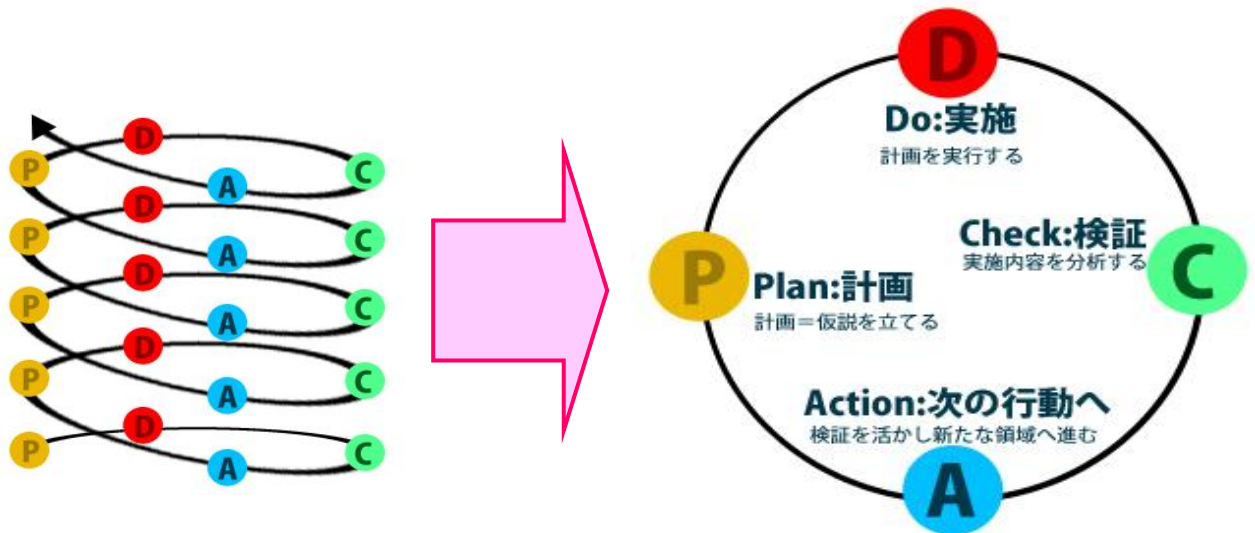 D
P
C
A
D
P
C
A
D
P
C
A
D
P
C
A
D
P
C
A
D
Do:実施
計画を実行する
Check:検証
実施内容を分析する
C
P
Plan:計画
計画＝仮説を立てる
Action:次の行動へ
検証を活かし新たな領域へ進む
A